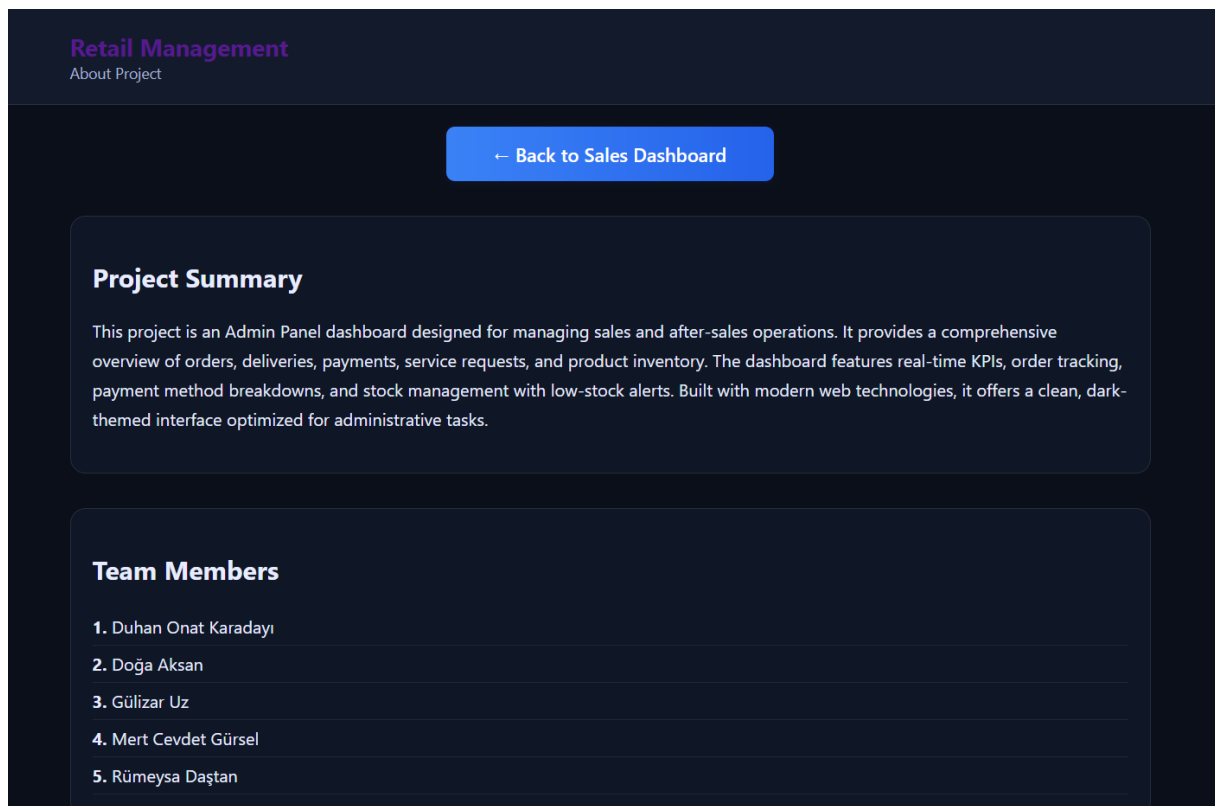 Retail Management
About Project
← Back to Sales Dashboard
Project Summary
This project is an Admin Panel dashboard designed for managing sales and after-sales operations. It provides a comprehensive
overview of orders, deliveries, payments, service requests, and product inventory. The dashboard features real-time KPIs, order tracking,
payment method breakdowns, and stock management with low-stock alerts. Built with modern web technologies, it offers a clean, dark-
themed interface optimized for administrative tasks.
Team Members
1. Duhan Onat Karadayı
2. Doğa Aksan
3. Gülizar Uz
4. Mert Cevdet Gürsel
5. Rümeysa Daştan